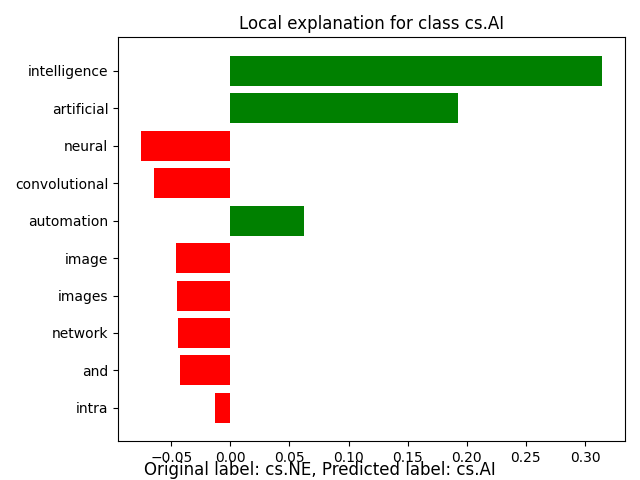 Local explanation for class cs.AI
intelligence
artificial
neural
convolutional
automation
image
images
network
and
intra
−0.05 0.00 0.05 0.10 0.15 0.20 0.25 0.30
Original label: cs.NE, Predicted label: cs.AI